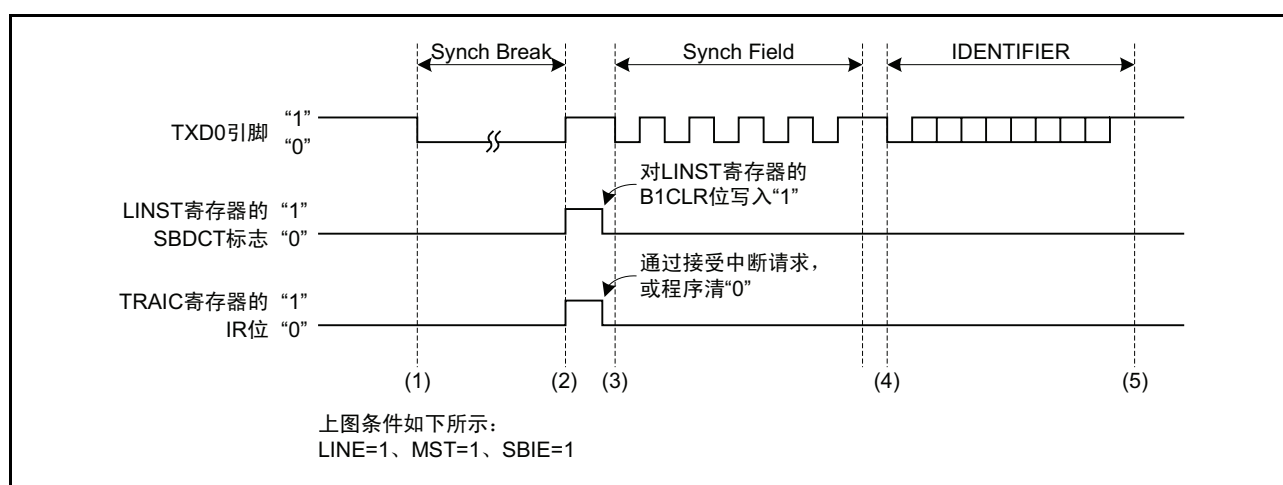 Synch Break
Synch Field
IDENTIFIER
TXD0引脚
“1”
“0”
对LINST寄存器的
B1CLR位写入“1”
LINST寄存器的 “1”
SBDCT标志 “0”
通过接受中断请求，
或程序清“0”
TRAIC寄存器的 “1”
IR位 “0”
(1)
(2)
(3)
(4)
(5)
上图条件如下所示：
LINE=1、MST=1、SBIE=1